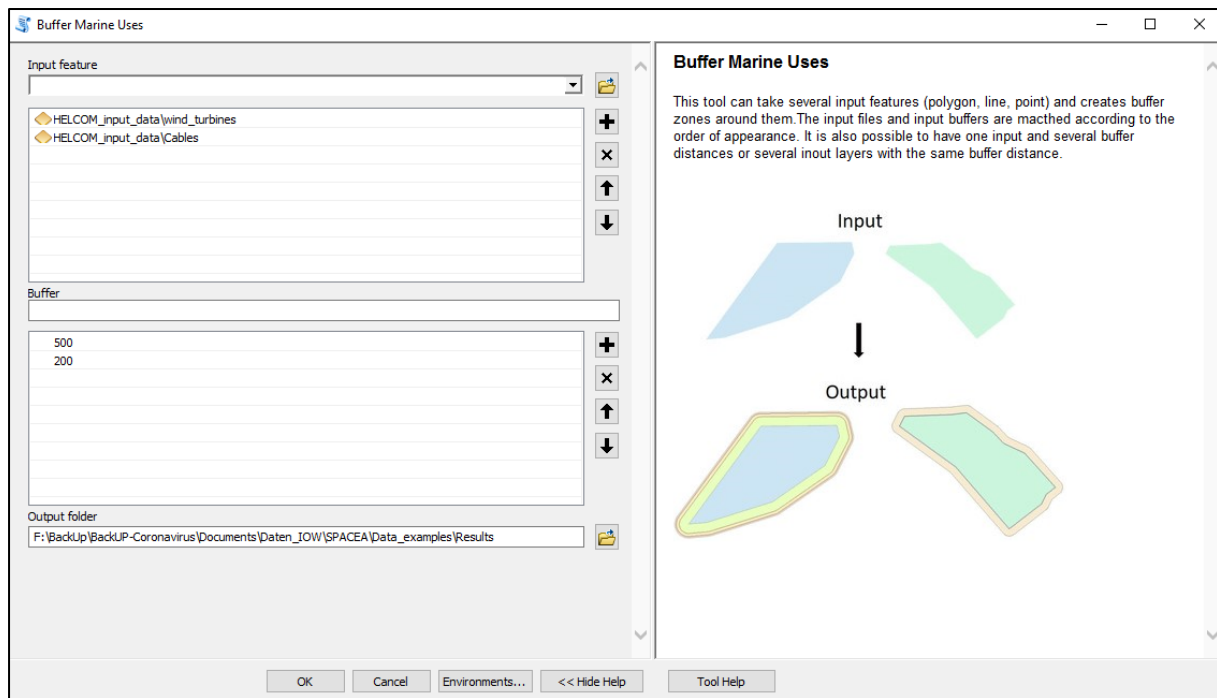 Buffer Marine Uses
Input feature
HELCOM_input_data\wind_turbines
HELCOM_input_data\Cables
Buffer
500
200
Output folder
F:\BackUp\BackUP-Coronavirus\Documents\Daten_IOW\SPACEA\Data_examples\Results
OK
Cancel
Environments...
<< Hide Help
Tool Help
Buffer Marine Uses
This tool can take several input features (polygon, line, point) and creates buffer
zones around them.The input files and input buffers are macthed according to the
order of appearance. It is also possible to have one input and several buffer
distances or several inout layers with the same buffer distance.
Input
Output